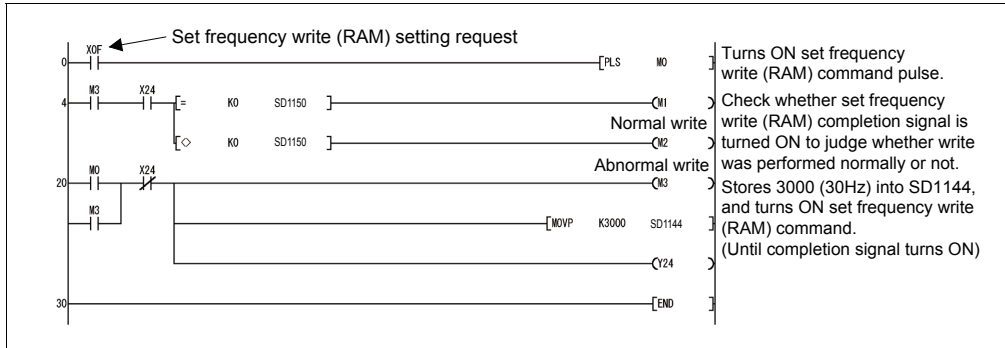 Set frequency write (RAM) setting request
X0F
0
[PLS M0 ]
Turns ON set frequency
write (RAM) command pulse.
M3 X24
4
[= K0 SD1150 ]
(M1 )
Normal write
[<> K0 SD1150 ]
(M2 )
Abnormal write
Check whether set frequency
write (RAM) completion signal is
turned ON to judge whether write
was performed normally or not.
M0 X24
20
(M3 )
M3
[MOVP K3000 SD1144 ]
(Y24 )
Stores 3000 (30Hz) into SD1144,
and turns ON set frequency write
(RAM) command.
(Until completion signal turns ON)
30
[END ]